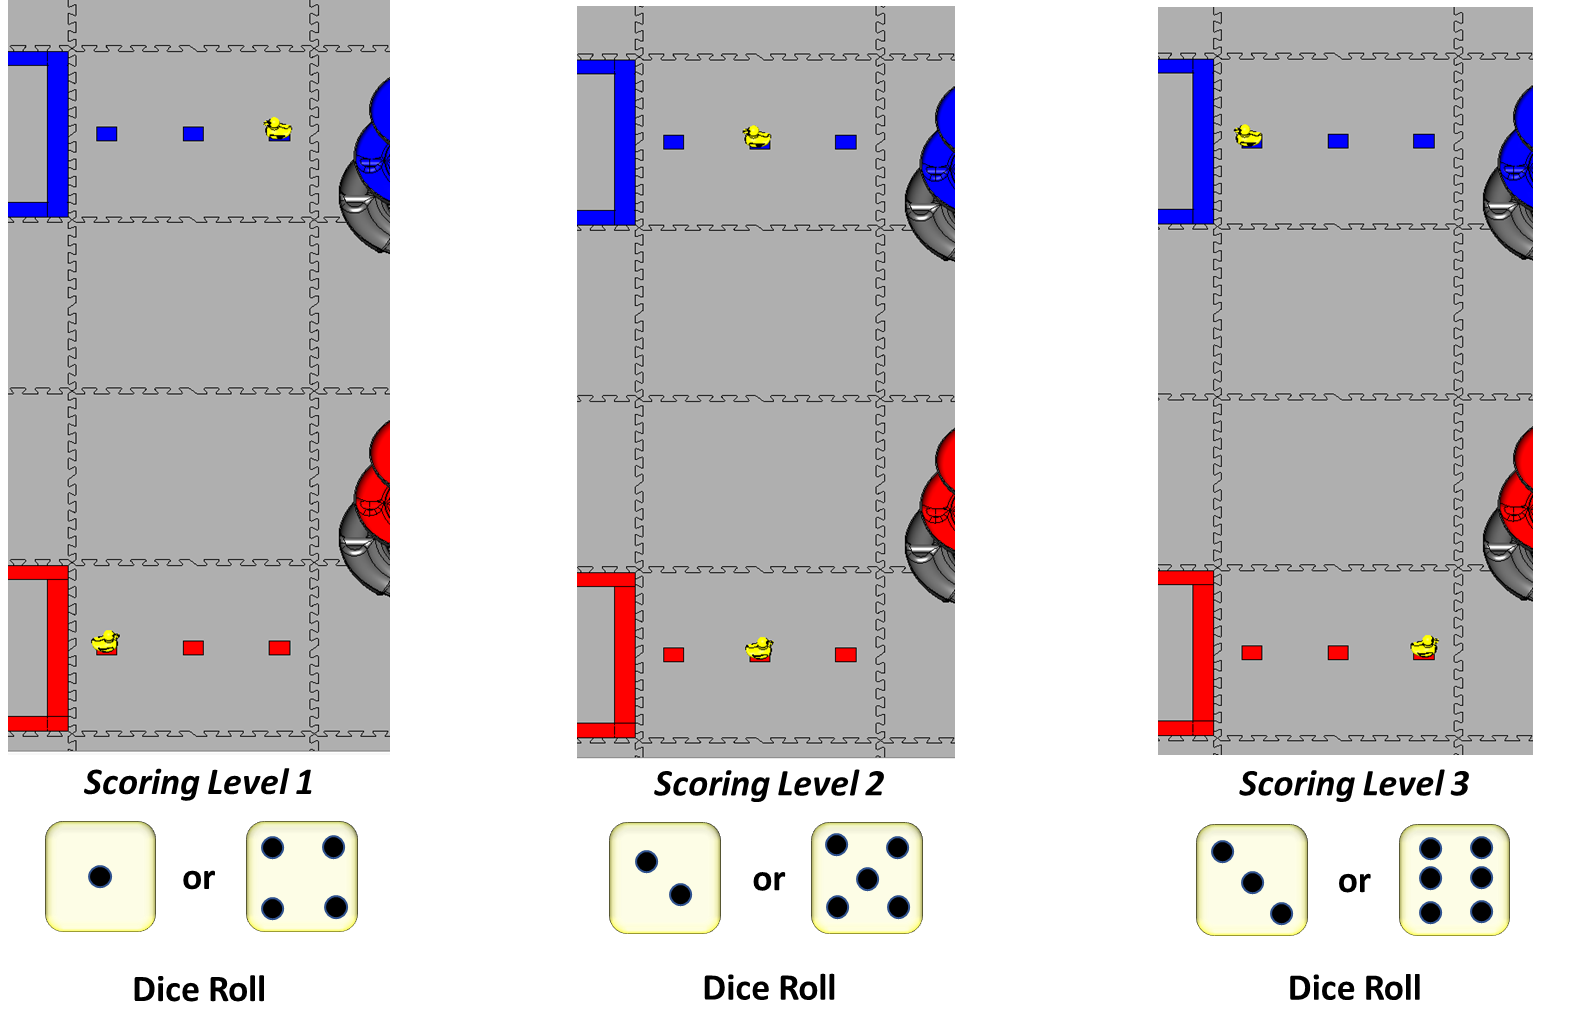 Scoring Level 1
Scoring Level 2
Scoring Level 3
or
or
or
Dice Roll
Dice Roll
Dice Roll